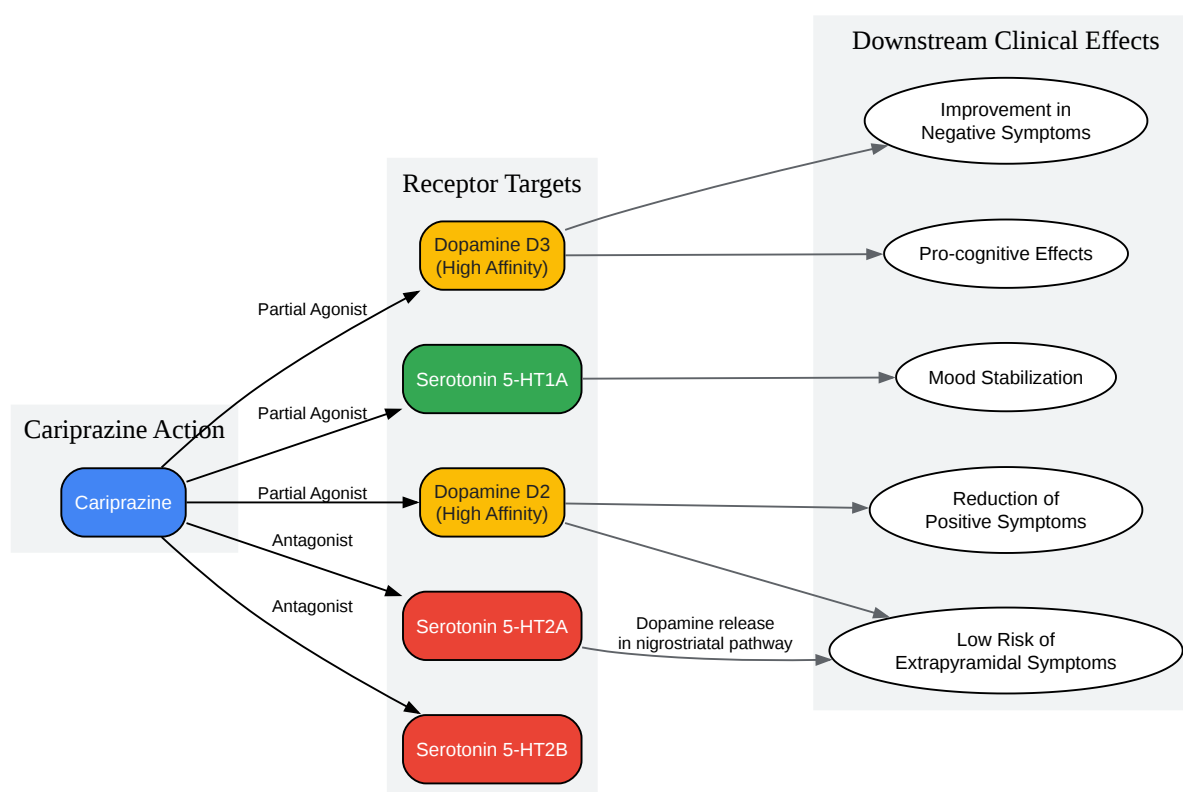 Cariprazine Action
Cariprazine
Partial Agonist
Partial Agonist
Partial Agonist
Antagonist
Antagonist
Receptor Targets
Dopamine D3
(High Affinity)
Serotonin 5-HT1A
Dopamine D2
(High Affinity)
Serotonin 5-HT2A
Serotonin 5-HT2B
Dopamine release
in nigrostriatal pathway
Downstream Clinical Effects
Improvement in
Negative Symptoms
Pro-cognitive Effects
Mood Stabilization
Reduction of
Positive Symptoms
Low Risk of
Extrapyramidal Symptoms